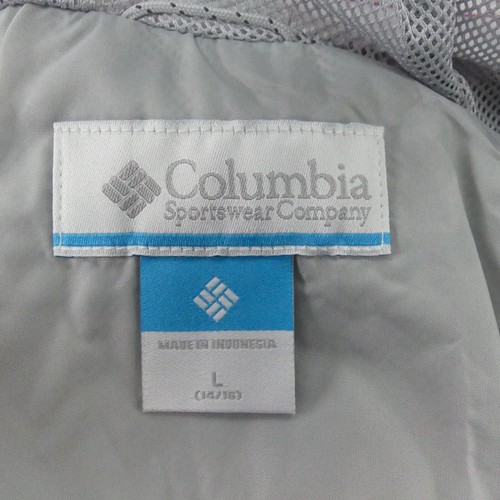 Columbia
Sportswear Company
MADE IN INDONESIA
L
(14/16)